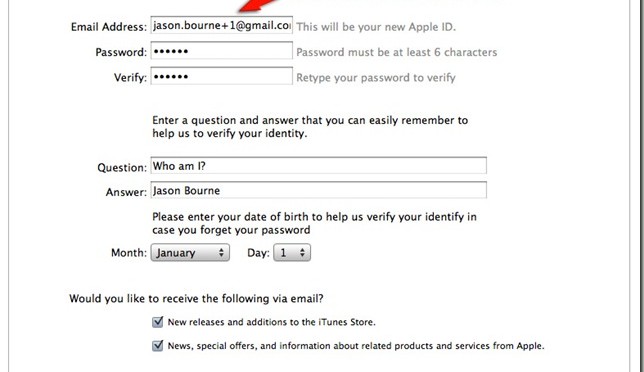 Email Address: jason.bourne+1@gmail.co This will be your new Apple ID.
Password: •••••• Password must be at least 6 characters
Verify: •••••• Retype your password to verify
Enter a question and answer that you can easily remember to
help us to verify your identity.
Question: Who am I?
Answer: Jason Bourne
Please enter your date of birth to help us verify your identify in
case you forget your password
Month: January Day: 1
Would you like to receive the following via email?
New releases and additions to the iTunes Store.
News, special offers, and information about related products and services from Apple.